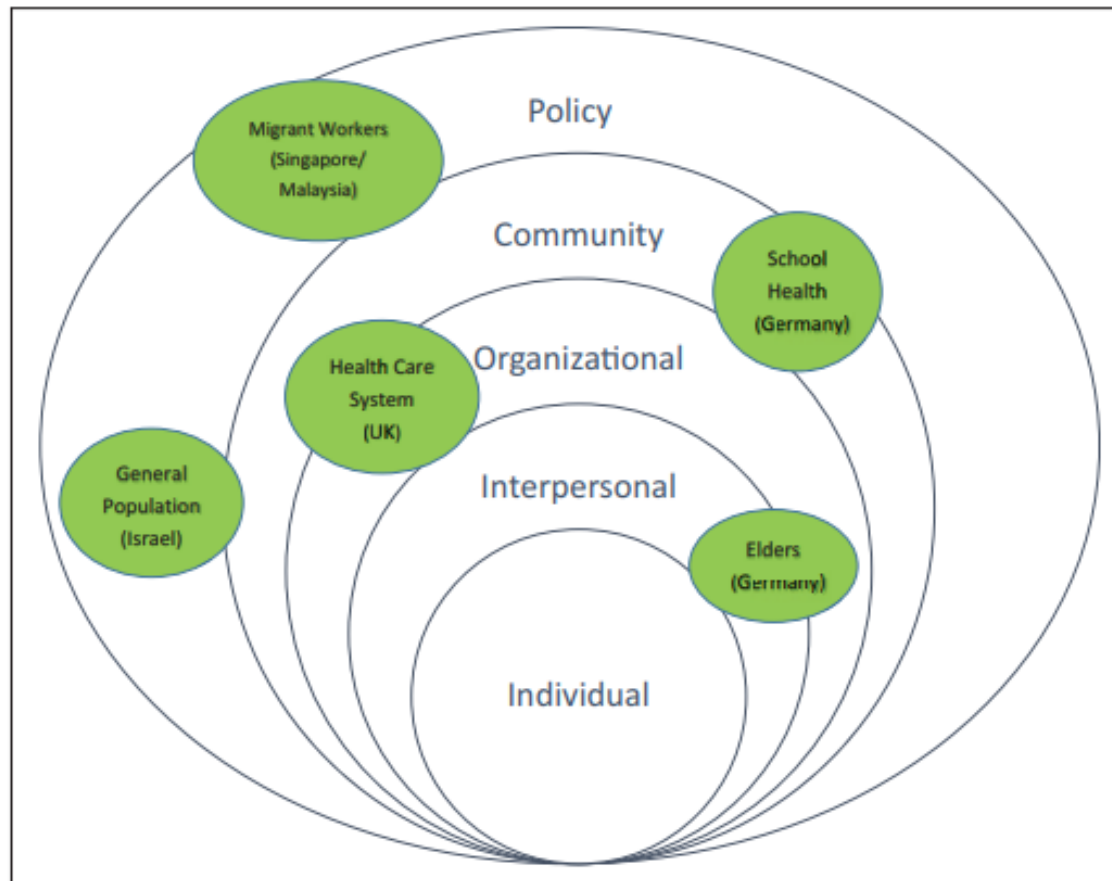 Policy
Migrant Workers
(Singapore/
Malaysia)
Community
School
Health
(Germany)
Organizational
Health Care
System
(UK)
General
Population
(Israel)
Interpersonal
Elders
(Germany)
Individual